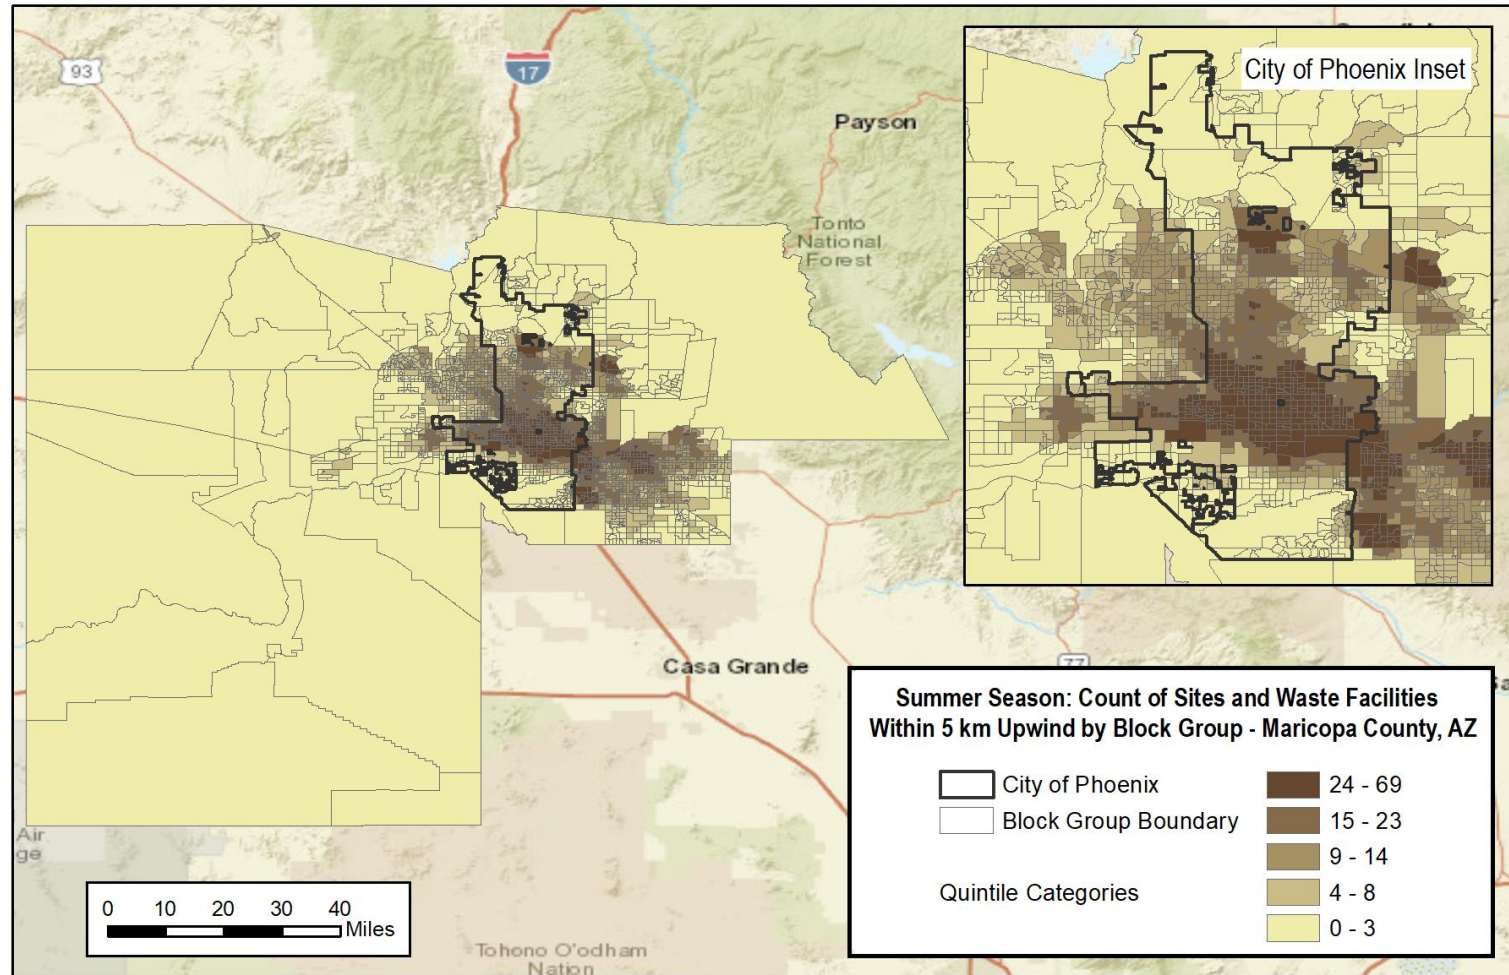 93
17
Payson
Tonto
National
Forest
City of Phoenix Inset
Casa Grande
77
Air
ge
Tohono O'odham
Nation
0 10 20 30 40
Miles
Summer Season: Count of Sites and Waste Facilities
Within 5 km Upwind by Block Group - Maricopa County, AZ
City of Phoenix
Block Group Boundary
Quintile Categories
24 - 69
15 - 23
9 - 14
4 - 8
0 - 3